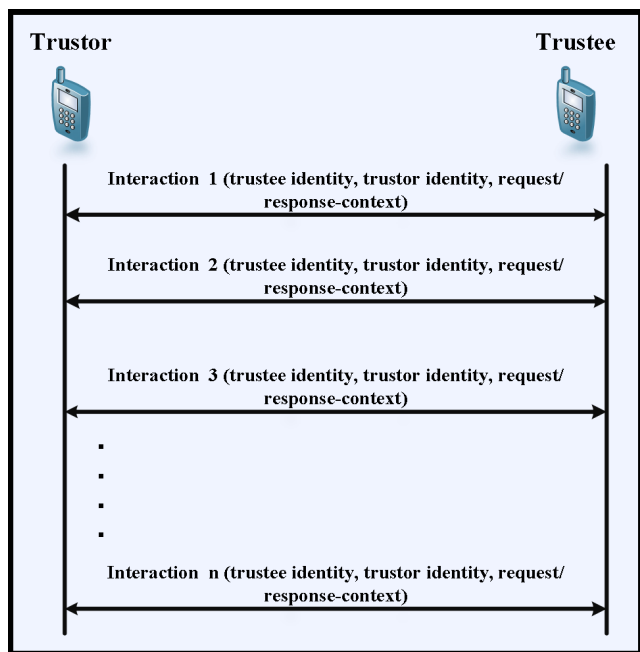 Trustor
Trustee
Interaction 1 (trustee identity, trustor identity, request/
response-context)
Interaction 2 (trustee identity, trustor identity, request/
response-context)
Interaction 3 (trustee identity, trustor identity, request/
response-context)
Interaction n (trustee identity, trustor identity, request/
response-context)